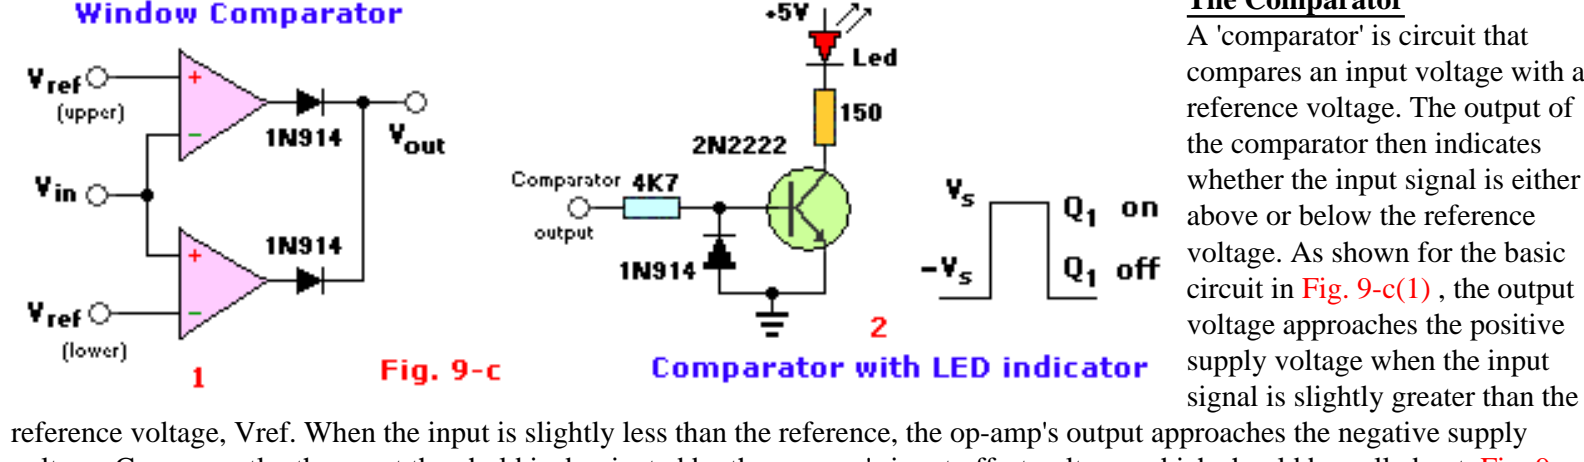 Window Comparator
Vref
(upper)
+
−
1N914
Vout
Vin
1N914
+
−
Vref
(lower)
1
Fig. 9-c
+5V
Led
150
2N2222
Comparator 4K7
output
1N914
2
Vs
Q1 on
-Vs
Q1 off
Comparator with LED indicator
The Comparator
A 'comparator' is circuit that
compares an input voltage with a
reference voltage. The output of
the comparator then indicates
whether the input signal is either
above or below the reference
voltage. As shown for the basic
circuit in Fig. 9-c(1) , the output
voltage approaches the positive
supply voltage when the input
signal is slightly greater than the
reference voltage, Vref. When the input is slightly less than the reference, the op-amp's output approaches the negative supply